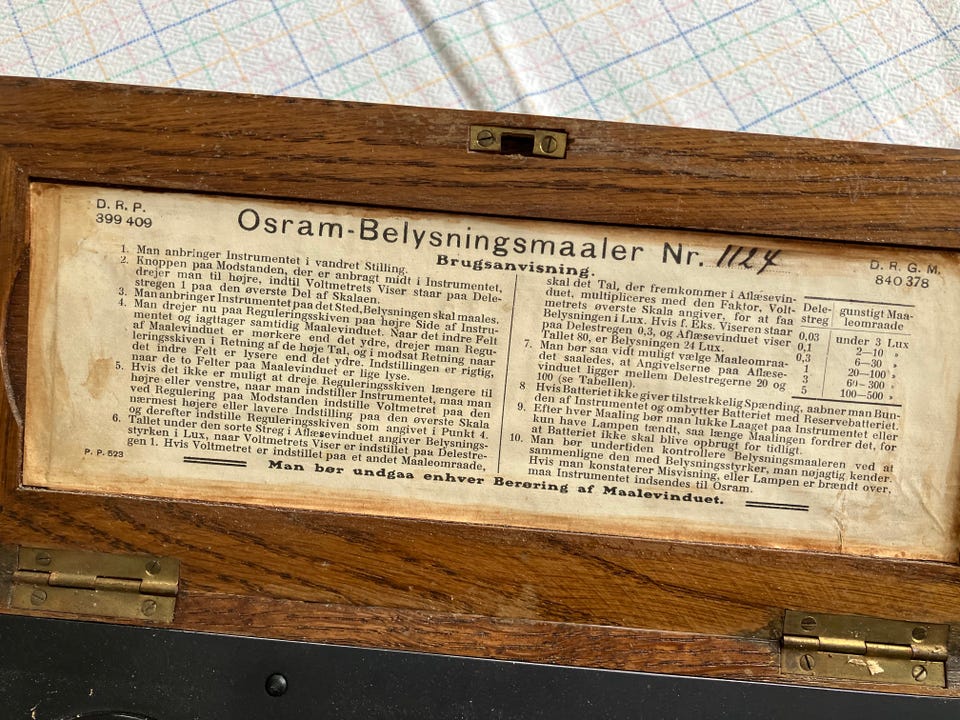 D. R. P.
399 409
Osram-Belysningsmaaler Nr. 1124
D. R. G. M.
840 378
Brugsanvisning.
1. Man anbringer Instrumentet i vandret Stilling.
2. Knoppen paa Modstanden, der er anbragt midt i Instrumentet,
drejer man til højre, indtil Voltmetrets Viser staar paa Dele-
stregen 1 paa den øverste Del af Skalaen.
3. Man anbringer Instrumentet paa det Sted, Belysningen skal maales.
4. Man drejer nu paa Reguleringsskiven paa højre Side af Instru-
mentet og iagttager samtidig Maalevinduet. Naar det indre Felt
af Maalevinduet er mørkere end det ydre, drejer man Regu-
leringsskiven i Retning af de høje Tal, og i modsat Retning naar
det indre Felt er lysere end det ydre. Indstillingen er rigtig,
naar de to Felter paa Maalevinduet er lige lyse.
5. Hvis det ikke er muligt at dreje Reguleringsskiven længere til
højre eller venstre, naar man indstiller Instrumentet, maa man
ved Regulering paa Modstanden indstille Voltmetret paa den
nærmest højere eller lavere Indstilling paa den øverste Skala
og derefter indstille Reguleringsskiven som angivet i Punkt 4.
6. Tallet under den sorte Streg i Aflæsevinduet angiver Belysnings-
styrken i Lux, naar Voltmetrets Viser er indstillet paa Delestre-
gen 1. Hvis Voltmetret er indstillet paa et andet Maaleomraade,
skal det Tal, der fremkommer i Aflæsevin-
duet, multipliceres med den Faktor, Volt-
metrets øverste Skala angiver, for at faa
Belysningen i Lux. Hvis f. Eks. Viseren staar
paa Delestregen 0,3, og Aflæsevinduet viser
Tallet 80, er Belysningen 24 Lux.
7. Man bør saa vidt muligt vælge Maaleomraa-
det saaledes, at Angivelserne paa Aflæse-
vinduet ligger mellem Delestregerne 20 og
100 (se Tabellen).
Dele-streg gunstigt Maa-leomraade
0,03 under 3 Lux
0,1 2—10 "
0,3 6—30 "
1 20—100 "
3 60—300 "
5 100—500 "
8 Hvis Batteriet ikke giver tilstrækkelig Spænding, aabner man Bun-
den af Instrumentet og ombytter Batteriet med Reservebatteriet.
9. Efter hver Maaling bør man lukke Laaget paa Instrumentet eller
kun have Lampen tændt, saa længe Maalingen fordrer det, for
at Batteriet ikke skal blive opbrugt for tidligt.
10. Man bør undertiden kontrollere Belysningsmaaleren ved at
sammenligne den med Belysningsstyrker, man nøjagtig kender.
Hvis man konstaterer Misvisning, eller Lampen er brændt over,
maa Instrumentet indsendes til Osram.
P. P. 523
Man bør undgaa enhver Berøring af Maalevinduet.